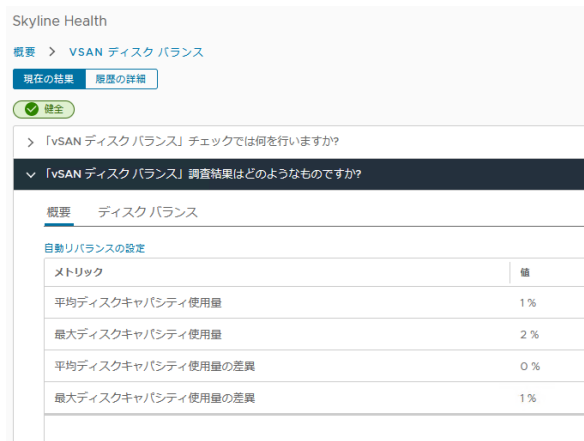 Skyline Health
概要 > VSAN ディスク バランス
現在の結果 履歴の詳細
健全
「vSAN ディスク バランス」チェックでは何を行いますか?
「vSAN ディスク バランス」調査結果はどのようなものですか?
概要 ディスク バランス
自動リバランスの設定
メトリック 値
平均ディスクキャパシティ使用量 1 %
最大ディスクキャパシティ使用量 2 %
平均ディスクキャパシティ使用量の差異 0 %
最大ディスクキャパシティ使用量の差異 1 %